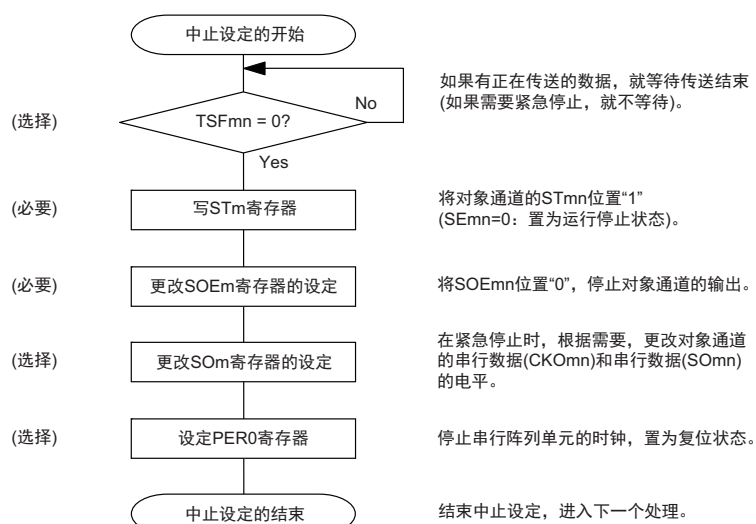 中止设定的开始
如果有正在传送的数据，就等待传送结束
(如果需要紧急停止，就不等待)。
No
(选择)
TSFmn = 0?
Yes
(必要)
写STm寄存器
将对象通道的STmn位置“1”
(SEmn=0：置为运行停止状态)。
(必要)
更改SOEm寄存器的设定
将SOEmn位置“0”，停止对象通道的输出。
(选择)
更改SOm寄存器的设定
在紧急停止时，根据需要，更改对象通道
的串行数据(CKOmn)和串行数据(SOmn)
的电平。
(选择)
设定PER0寄存器
停止串行阵列单元的时钟，置为复位状态。
中止设定的结束
结束中止设定，进入下一个处理。